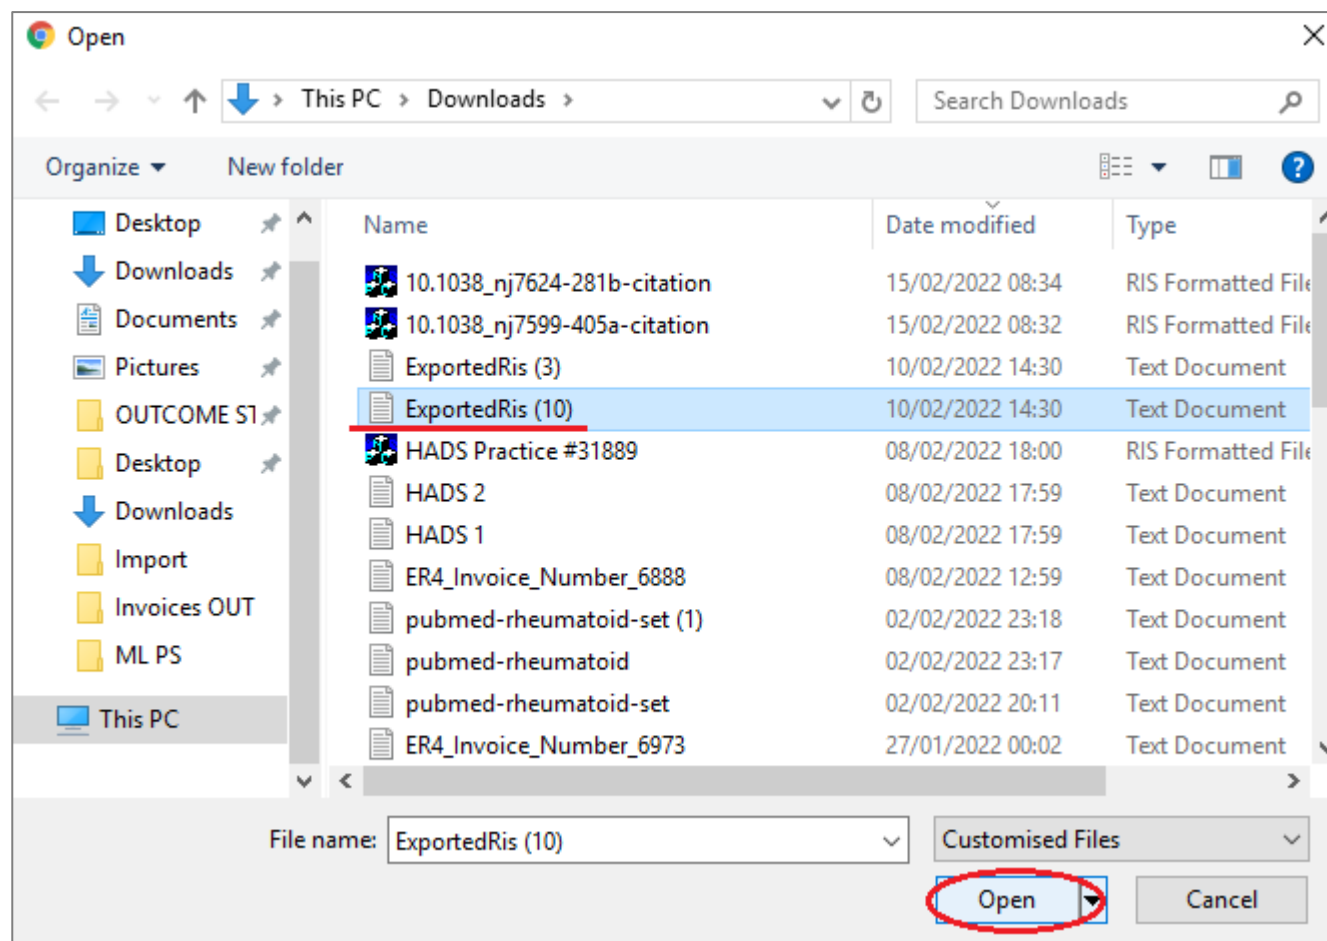 Open
This PC > Downloads >
Search Downloads
Organize
New folder
Name Date modified Type
Desktop
Downloads
Documents
Pictures
OUTCOME ST
Desktop
Downloads
Import
Invoices OUT
ML PS
This PC
10.1038_nj7624-281b-citation 15/02/2022 08:34 RIS Formatted File
10.1038_nj7599-405a-citation 15/02/2022 08:32 RIS Formatted File
ExportedRis (3) 10/02/2022 14:30 Text Document
ExportedRis (10) 10/02/2022 14:30 Text Document
HADS Practice #31889 08/02/2022 18:00 RIS Formatted File
HADS 2 08/02/2022 17:59 Text Document
HADS 1 08/02/2022 17:59 Text Document
ER4_Invoice_Number_6888 08/02/2022 12:59 Text Document
pubmed-rheumatoid-set (1) 02/02/2022 23:18 Text Document
pubmed-rheumatoid 02/02/2022 23:17 Text Document
pubmed-rheumatoid-set 02/02/2022 20:11 Text Document
ER4_Invoice_Number_6973 27/01/2022 00:02 Text Document
File name: ExportedRis (10)
Customised Files
Open
Cancel